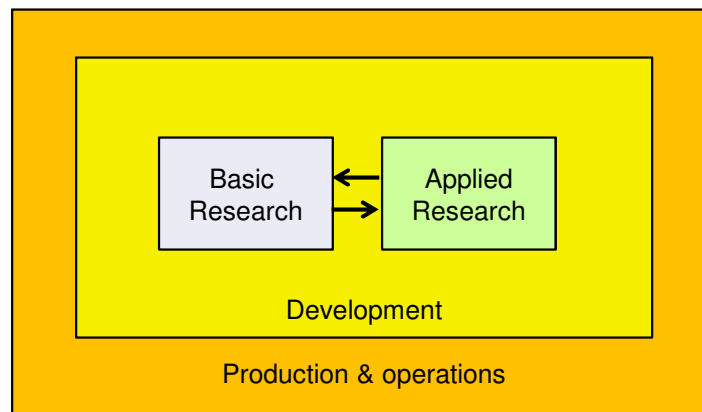 Basic
Research
Applied
Research
Development
Production & operations